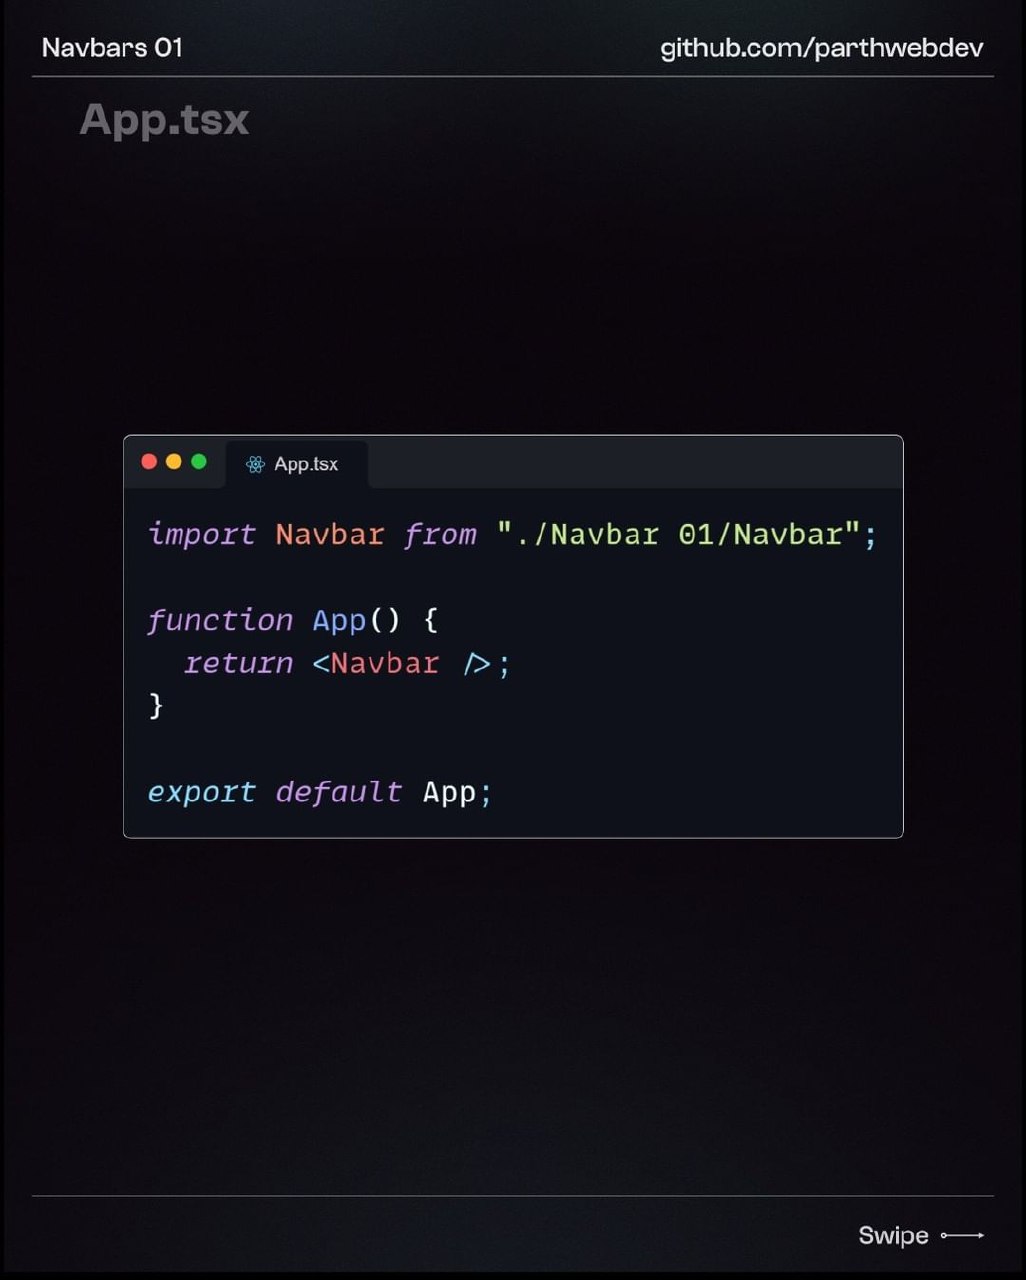 Navbars 01
github.com/parthwebdev
App.tsx
App.tsx
import Navbar from "./Navbar 01/Navbar";
function App() {
  return <Navbar />;
}
export default App;
Swipe